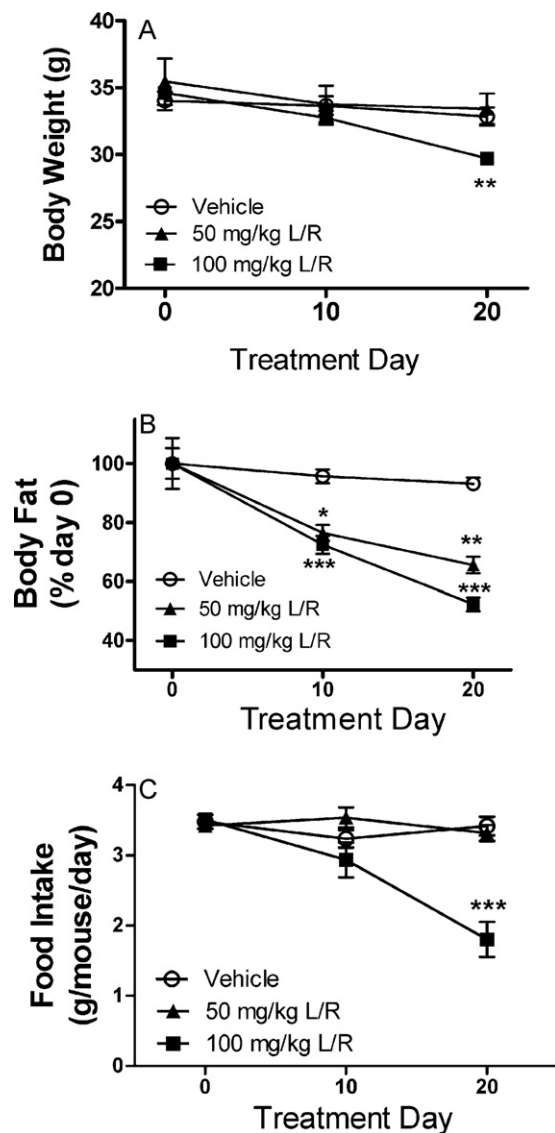 A
Body Weight (g)
40
35
30
25
20
**
Vehicle
50 mg/kg L/R
100 mg/kg L/R
0 10 20
Treatment Day
B
Body Fat
(% day 0)
100
80
60
40
* **
*** ***
Vehicle
50 mg/kg L/R
100 mg/kg L/R
0 10 20
Treatment Day
C
Food Intake
(g/mouse/day)
4
3
2
1
0
***
Vehicle
50 mg/kg L/R
100 mg/kg L/R
0 10 20
Treatment Day